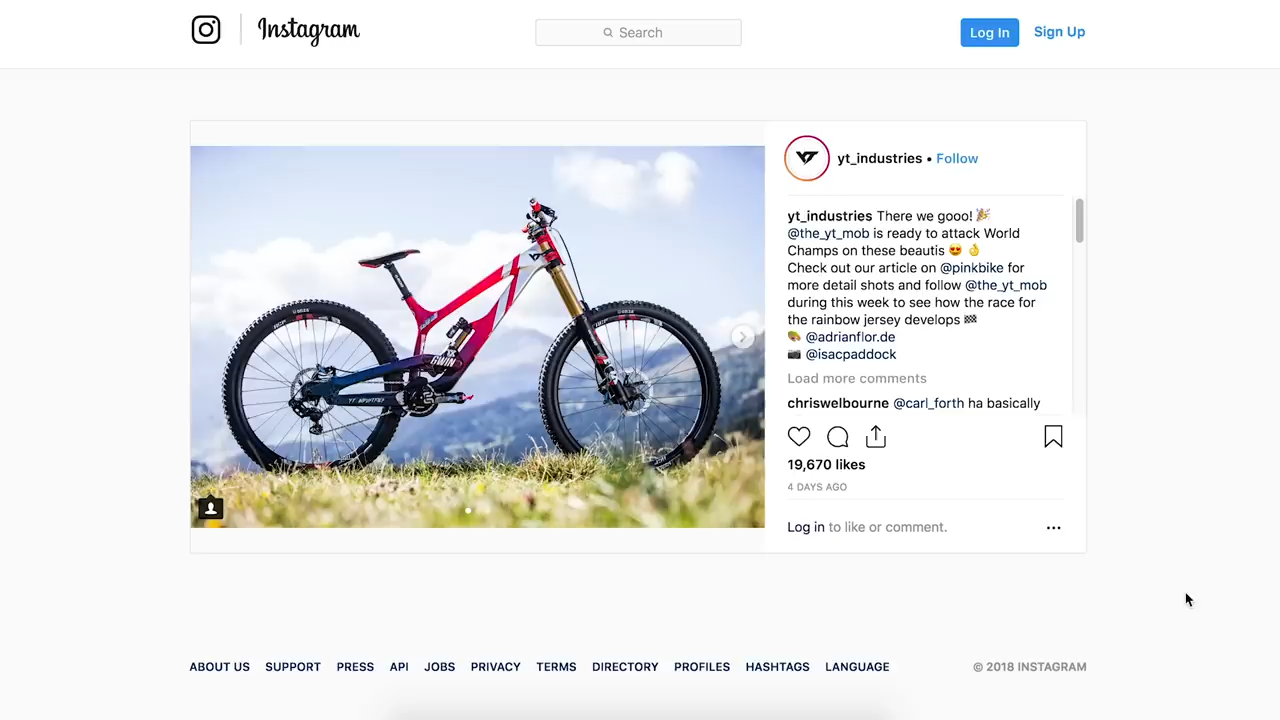 Instagram
Search
Log In
Sign Up
yt_industries • Follow
yt_industries There we gooo! 🎉
@the_yt_mob is ready to attack World
Champs on these beautis 😍 👌
Check out our article on @pinkbike for
more detail shots and follow @the_yt_mob
during this week to see how the race for
the rainbow jersey develops 🏁
🎨 @adrianflor.de
📷 @isacpaddock
Load more comments
chriswelbourne @carl_forth ha basically
19,670 likes
4 DAYS AGO
Log in to like or comment.
GWIN
YT INDUSTRIES
ABOUT US SUPPORT PRESS API JOBS PRIVACY TERMS DIRECTORY PROFILES HASHTAGS LANGUAGE
© 2018 INSTAGRAM